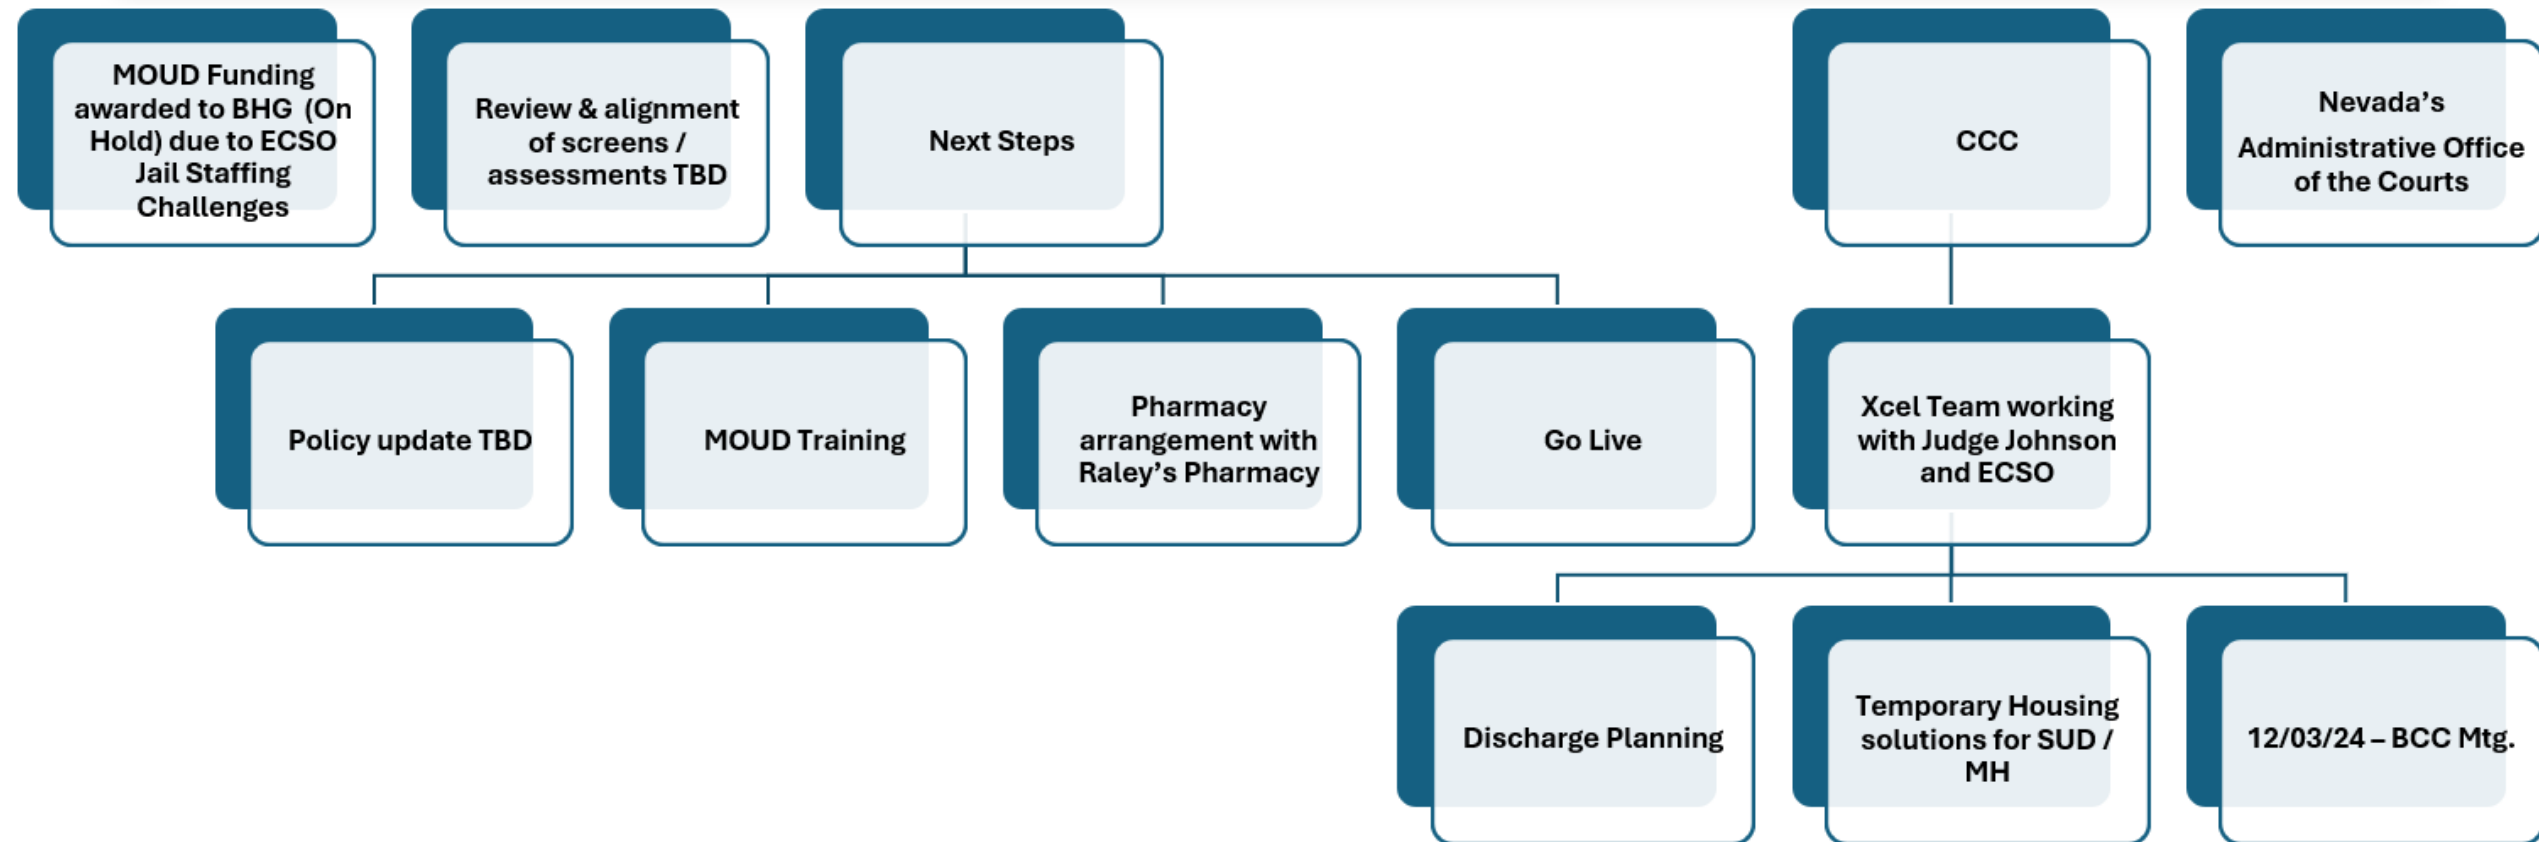 MOUD Funding
awarded to BHG (On
Hold) due to ECSO
Jail Staffing
Challenges
Review & alignment
of screens /
assessments TBD
Next Steps
CCC
Nevada’s
Administrative Office
of the Courts
Policy update TBD
MOUD Training
Pharmacy
arrangement with
Raley’s Pharmacy
Go Live
Xcel Team working
with Judge Johnson
and ECSO
Discharge Planning
Temporary Housing
solutions for SUD /
MH
12/03/24 – BCC Mtg.